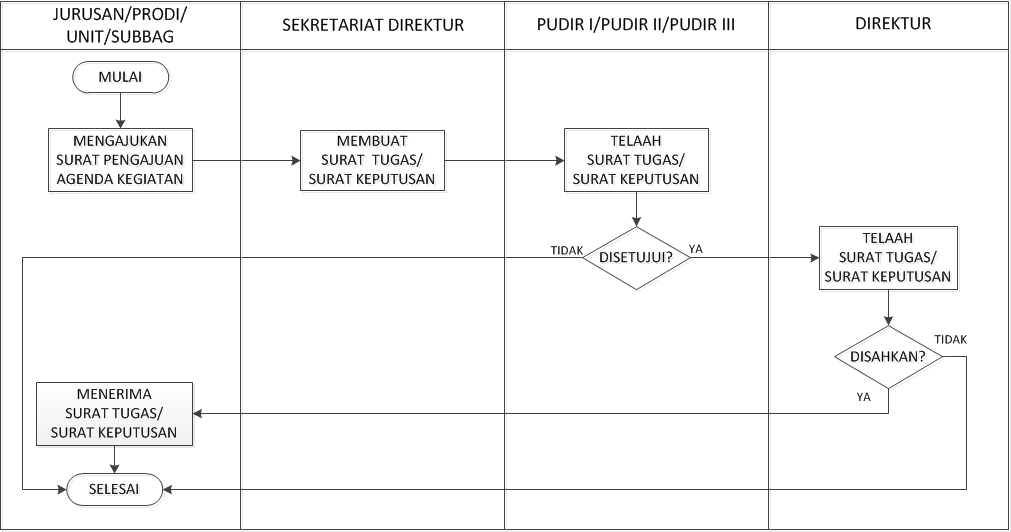 JURUSAN/PRODI/
UNIT/SUBBAG
SEKRETARIAT DIREKTUR
PUDIR I/PUDIR II/PUDIR III
DIREKTUR
MULAI
MENGAJUKAN
SURAT PENGAJUAN
AGENDA KEGIATAN
MEMBUAT
SURAT TUGAS/
SURAT KEPUTUSAN
TELAAH
SURAT TUGAS/
SURAT KEPUTUSAN
TIDAK
DISETUJUI?
YA
TELAAH
SURAT TUGAS/
SURAT KEPUTUSAN
DISAHKAN?
TIDAK
YA
MENERIMA
SURAT TUGAS/
SURAT KEPUTUSAN
SELESAI